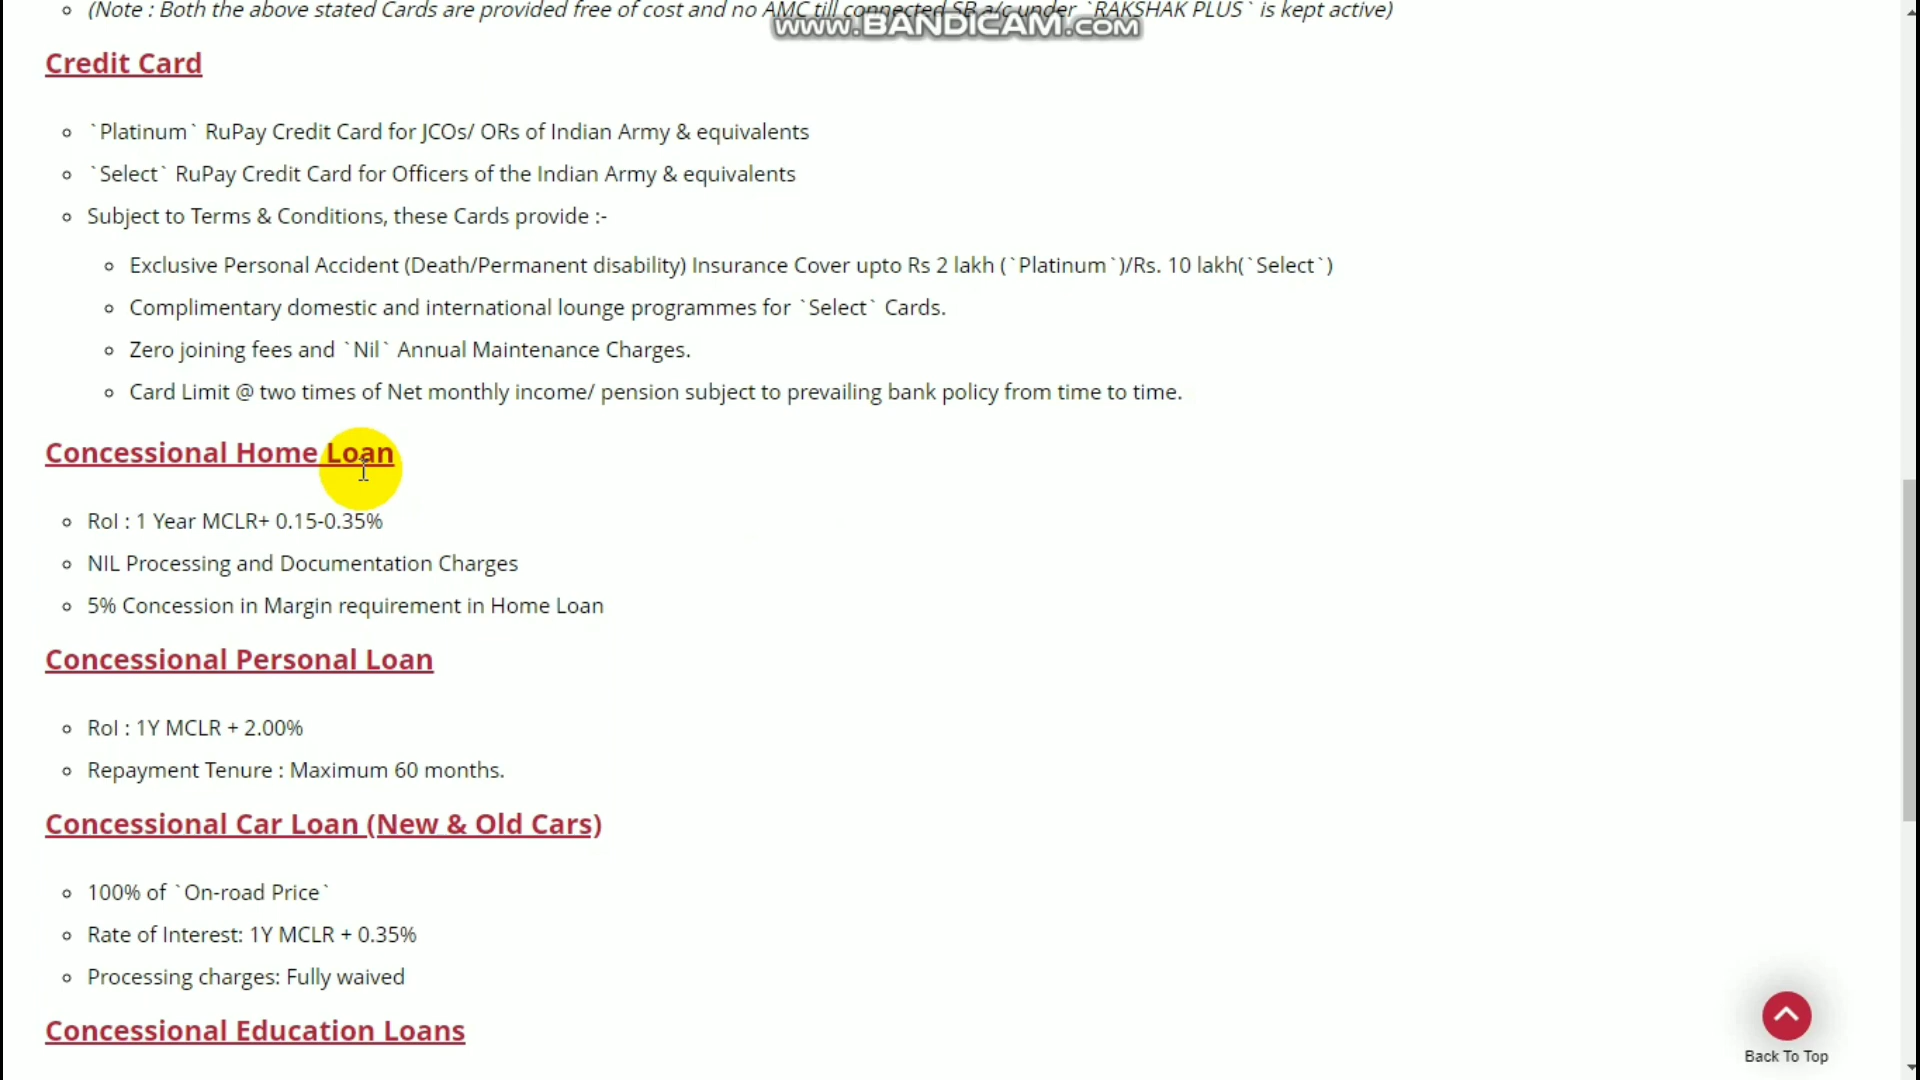 (Note : Both the above stated Cards are provided free of cost and no AMC till connected SB a/c under `RAKSHAK PLUS` is kept active)
www.BANDICAM.com
Credit Card
`Platinum` RuPay Credit Card for JCOs/ ORs of Indian Army & equivalents
`Select` RuPay Credit Card for Officers of the Indian Army & equivalents
Subject to Terms & Conditions, these Cards provide :-
Exclusive Personal Accident (Death/Permanent disability) Insurance Cover upto Rs 2 lakh (`Platinum`)/Rs. 10 lakh(`Select`)
Complimentary domestic and international lounge programmes for `Select` Cards.
Zero joining fees and `Nil` Annual Maintenance Charges.
Card Limit @ two times of Net monthly income/ pension subject to prevailing bank policy from time to time.
Concessional Home Loan
RoI : 1 Year MCLR+ 0.15-0.35%
NIL Processing and Documentation Charges
5% Concession in Margin requirement in Home Loan
Concessional Personal Loan
RoI : 1Y MCLR + 2.00%
Repayment Tenure : Maximum 60 months.
Concessional Car Loan (New & Old Cars)
100% of `On-road Price`
Rate of Interest: 1Y MCLR + 0.35%
Processing charges: Fully waived
Concessional Education Loans
Back To Top